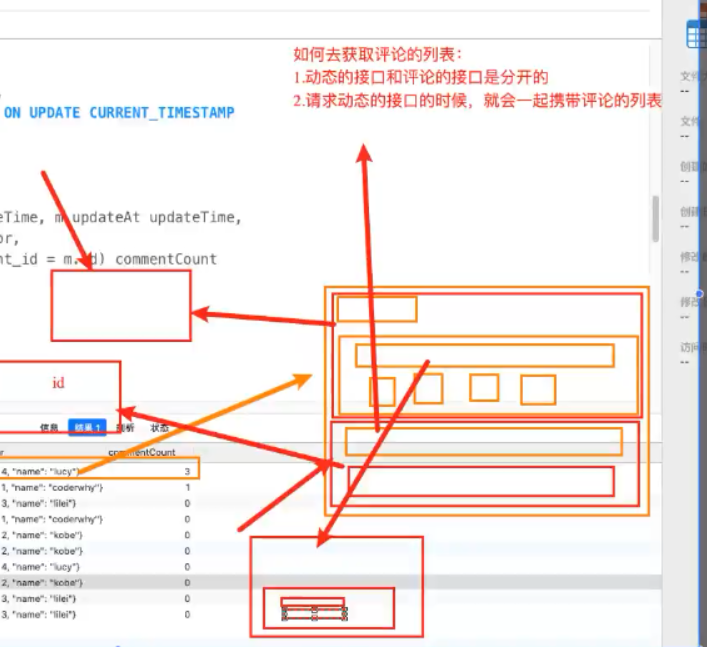 如何去获取评论的列表：
1.动态的接口和评论的接口是分开的
2.请求动态的接口的时候，就会一起携带评论的列表
ON UPDATE CURRENT_TIMESTAMP
eTime, m.updateAt updateTime,
or,
nt_id = m.id) commentCount
id
信息 结果 1 剖析 状态
commentCount
4, "name": "lucy"} 3
1, "name": "coderwhy"} 1
3, "name": "lilei"} 0
1, "name": "coderwhy"} 0
2, "name": "kobe"} 0
2, "name": "kobe"} 0
4, "name": "lucy"} 0
2, "name": "kobe"} 0
3, "name": "lilei"} 0
3, "name": "lilei"} 0
文件
--
文件
--
创建
--
创建
--
修改
--
修改
--
访问
--